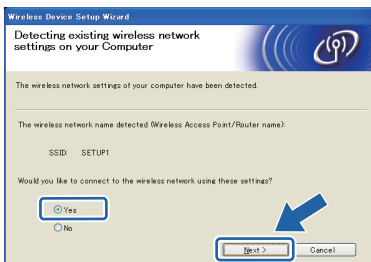 Wireless Device Setup Wizard
Detecting existing wireless network
settings on your Computer
The wireless network settings of your computer have been detected.
The wireless network name detected (Wireless Access Point/Router name):
SSID: SETUP1
Would you like to connect to the wireless network using these settings?
Yes
No
Next > Cancel